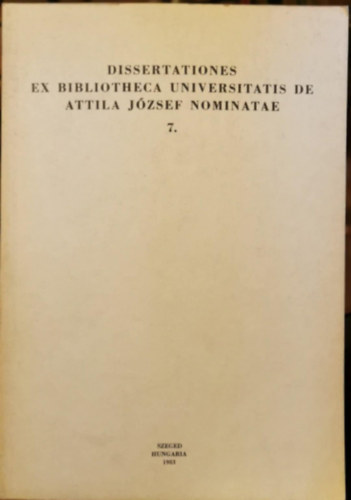 DISSERTATIONES
EX BIBLIOTHECA UNIVERSITATIS DE
ATTILA JÓZSEF NOMINATAE
7.
SZEGED
HUNGARIA